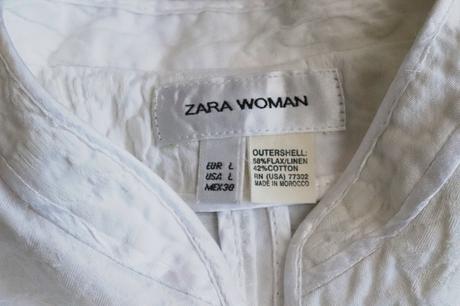 ZARA WOMAN
EUR L
USA L
MEX 30
OUTERSHELL:
58%FLAX/LINEN
42%COTTON
RN (USA) 77302
MADE IN MOROCCO